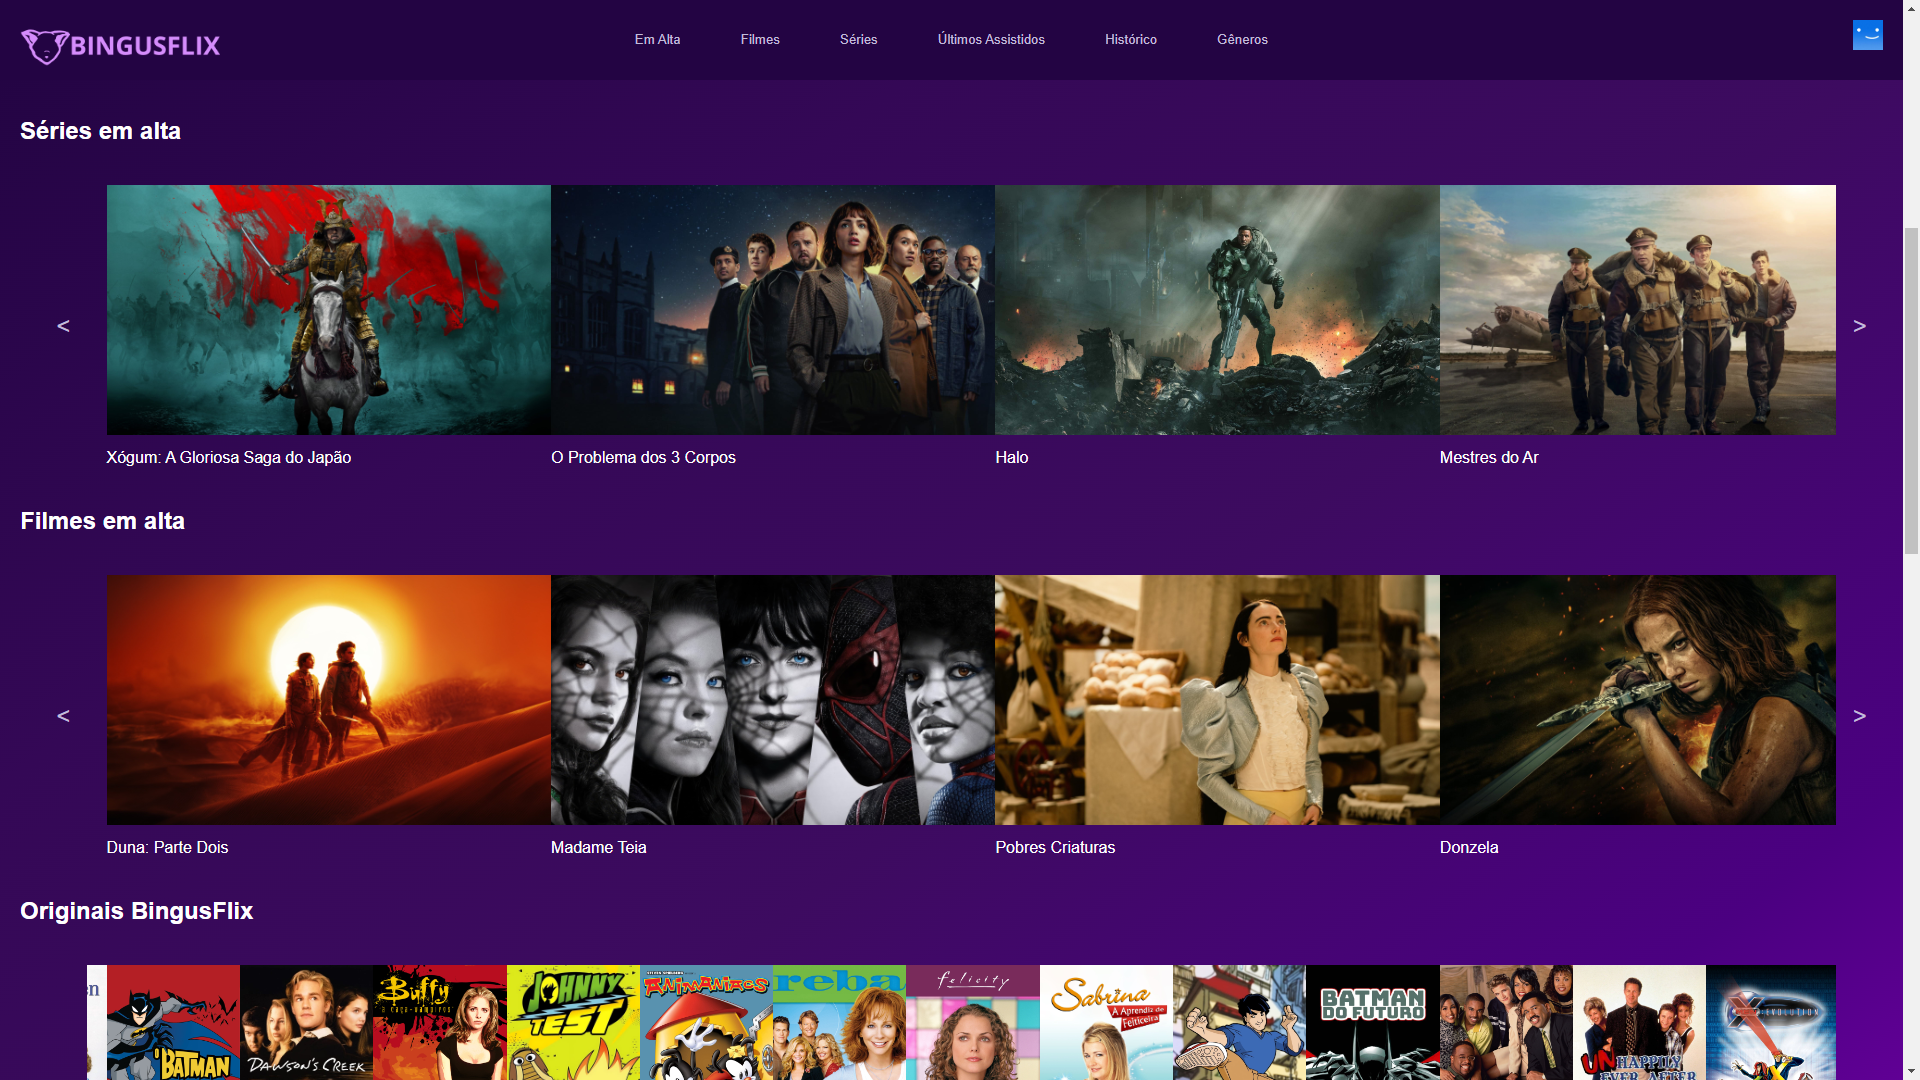 BINGUSFLIX
Em Alta
Filmes
Séries
Últimos Assistidos
Histórico
Gêneros
Séries em alta
<
>
Xógum: A Gloriosa Saga do Japão
O Problema dos 3 Corpos
Halo
Mestres do Ar
Filmes em alta
<
>
Duna: Parte Dois
Madame Teia
Pobres Criaturas
Donzela
Originais BingusFlix
en
O BATMAN
DAWSON'S CREEK
Buffy
a caça-vampiros
JOHNNY
TEST
STEVEN SPIELBERG
ANIMANIACS
reba
felicity
Sabrina
A Aprendiz de
Feiticeira
BATMAN
DO FUTURO
UNHAPPILY
EVER AFTER
X
EVOLUTION